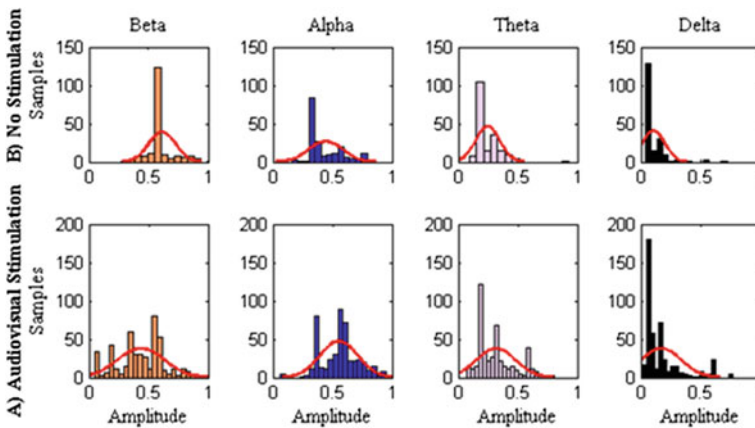 Beta Alpha Theta Delta
B) No Stimulation
Samples
150 150 150 150
100 100 100 100
50 50 50 50
0 0 0 0
0 0.5 1 0 0.5 1 0 0.5 1 0 0.5
A) Audiovisual Stimulation
Samples
200 200 200 200
150 150 150 150
100 100 100 100
50 50 50 50
0 0 0 0
0 0.5 1 0 0.5 1 0 0.5 1 0 0.5
Amplitude Amplitude Amplitude Amplitude